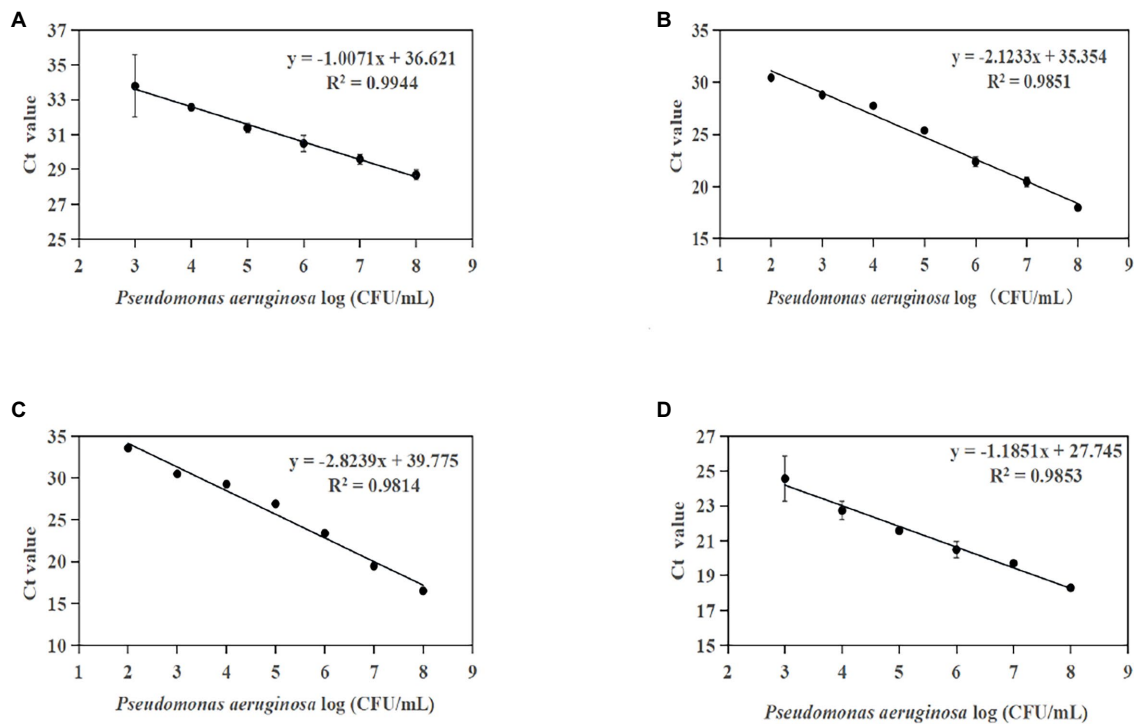 A
y = -1.0071x + 36.621
R² = 0.9944
Ct value
37
35
33
31
29
27
25
2 3 4 5 6 7 8 9
Pseudomonas aeruginosa log (CFU/mL)
B
y = -2.1233x + 35.354
R² = 0.9851
Ct value
35
30
25
20
15
1 2 3 4 5 6 7 8 9
Pseudomonas aeruginosa log （CFU/mL）
C
y = -2.8239x + 39.775
R² = 0.9814
Ct value
35
30
25
20
15
10
1 2 3 4 5 6 7 8 9
Pseudomonas aeruginosa log (CFU/mL)
D
y = -1.1851x + 27.745
R² = 0.9853
Ct value
27
25
23
21
19
17
15
2 3 4 5 6 7 8 9
Pseudomonas aeruginosa log (CFU/mL)